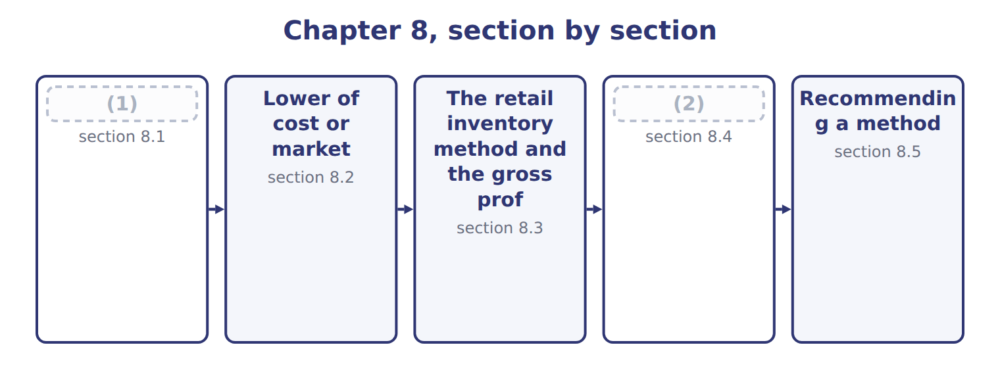 Chapter 8, section by section
(1)
section 8.1
Lower of
cost or
market
section 8.2
The retail
inventory
method and
the gross
prof
section 8.3
(2)
section 8.4
Recommendin
g a method
section 8.5